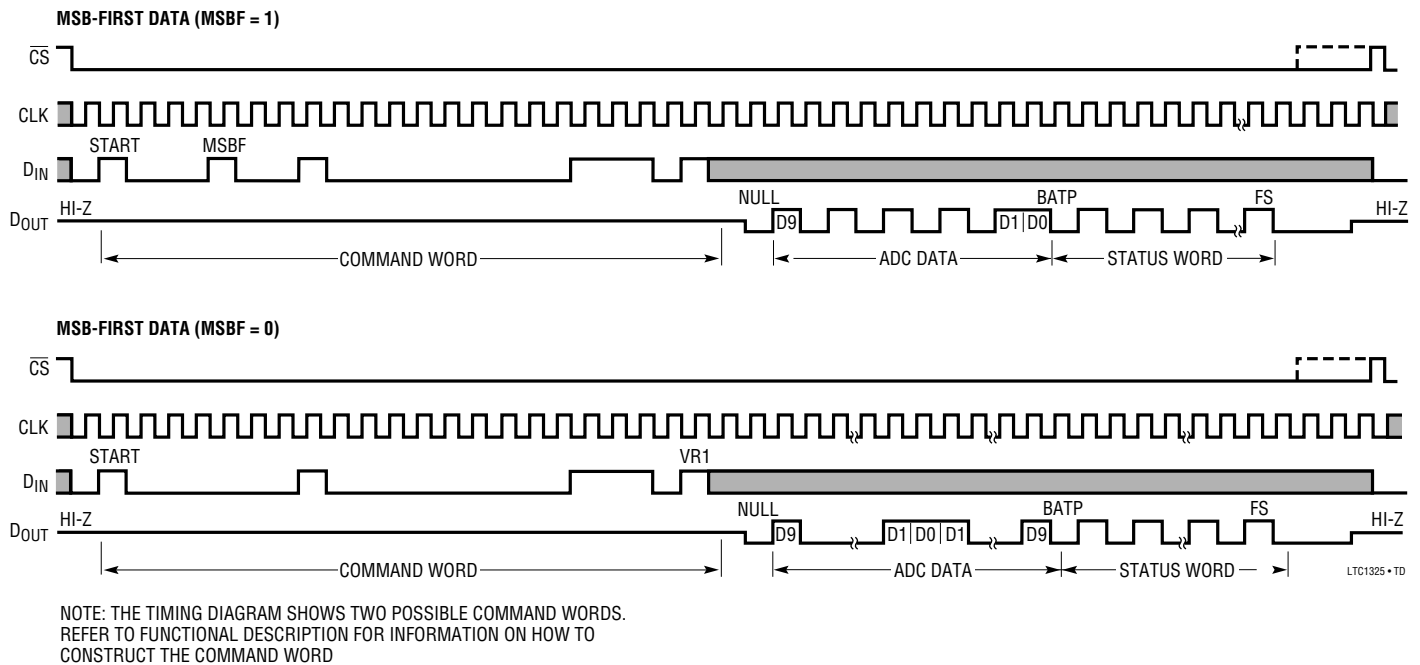 MSB-FIRST DATA (MSBF = 1)
CS
CLK
START MSBF
DIN
NULL BATP FS
HI-Z HI-Z
DOUT D9 D1 D0
COMMAND WORD ADC DATA STATUS WORD
MSB-FIRST DATA (MSBF = 0)
CS
CLK
START VR1
DIN
NULL BATP FS
HI-Z HI-Z
DOUT D9 D1 D0 D1 D9
COMMAND WORD ADC DATA STATUS WORD
LTC1325 • TD
NOTE: THE TIMING DIAGRAM SHOWS TWO POSSIBLE COMMAND WORDS.
REFER TO FUNCTIONAL DESCRIPTION FOR INFORMATION ON HOW TO
CONSTRUCT THE COMMAND WORD